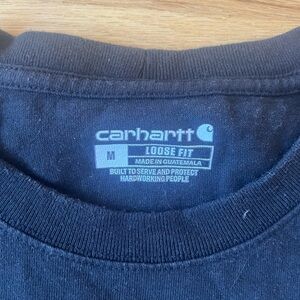 carhartt
M LOOSE FIT
MADE IN GUATEMALA
BUILT TO SERVE AND PROTECT
HARDWORKING PEOPLE